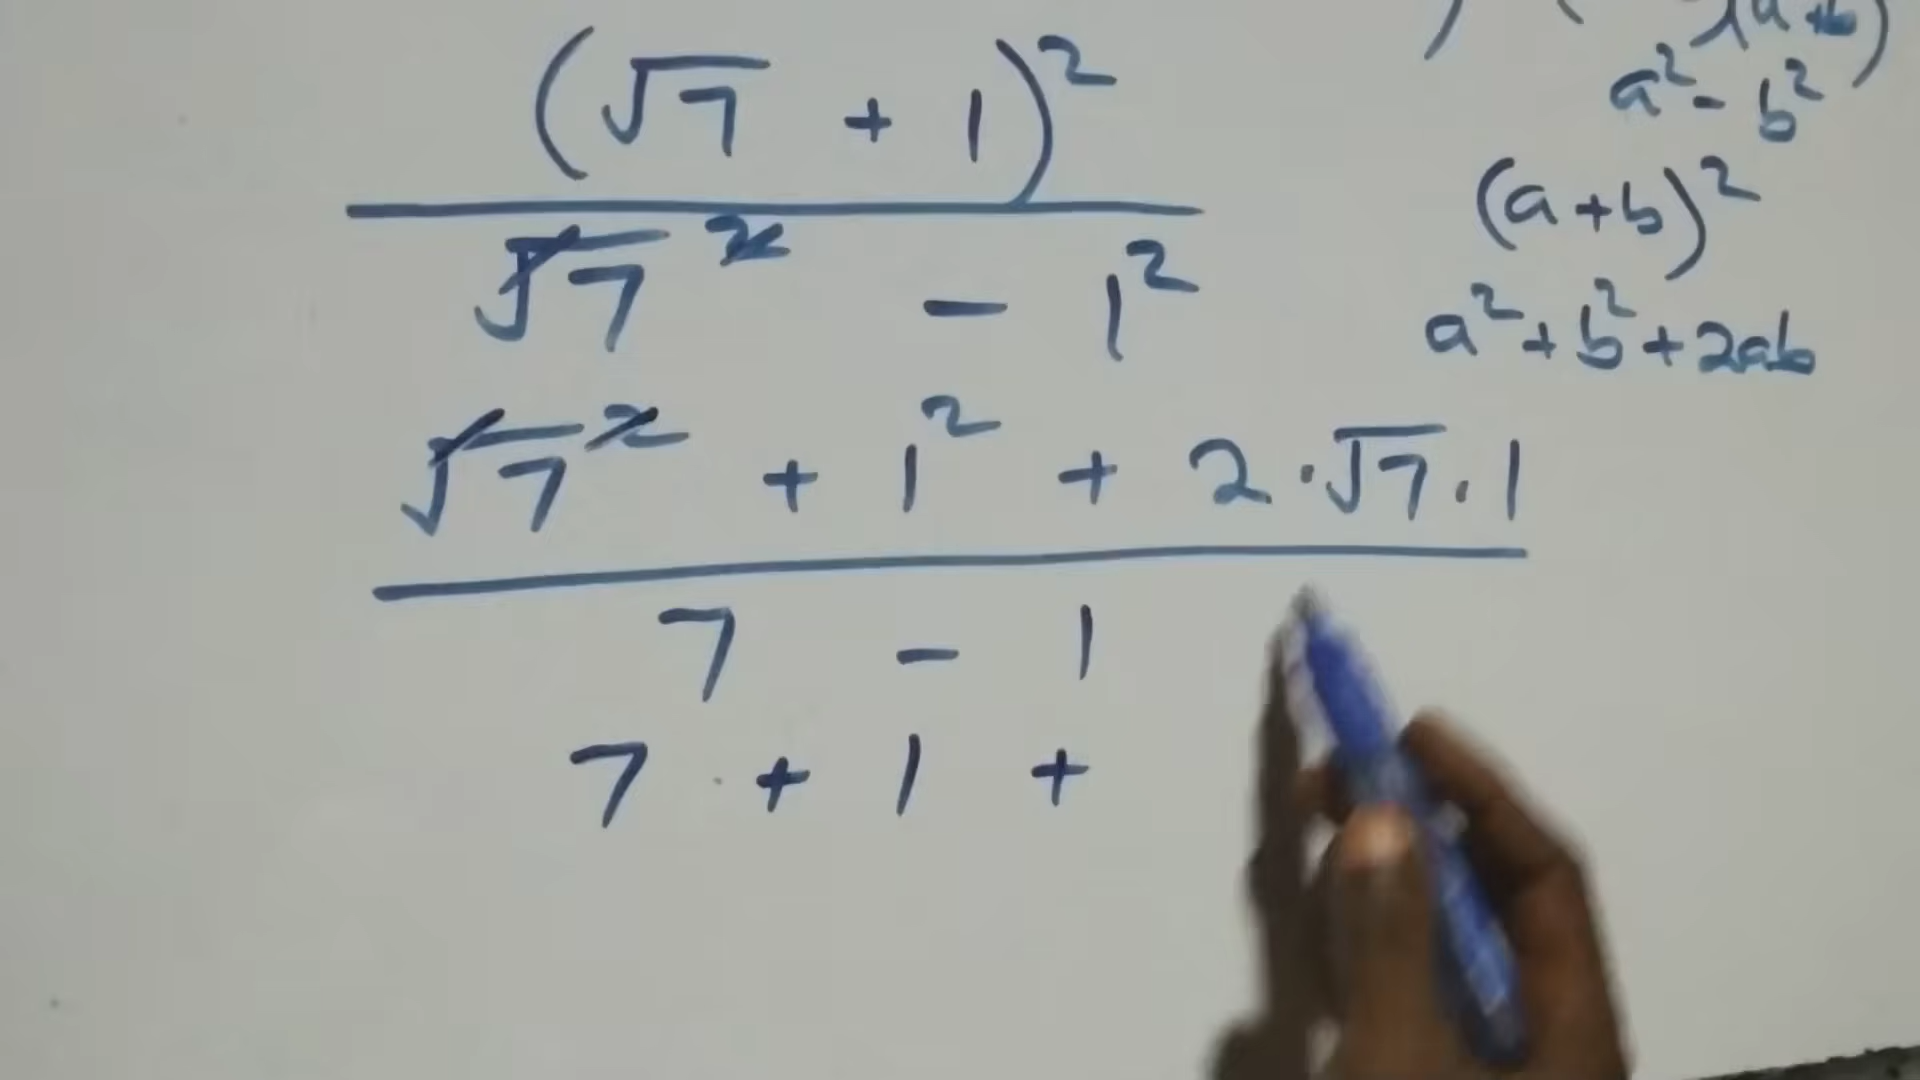 (a+b)
a² - b²
(√7 + 1)²
(a+b)²
√7² - 1²
a²+b²+2ab
√7² + 1² + 2·√7·1
7 - 1
7 + 1 +